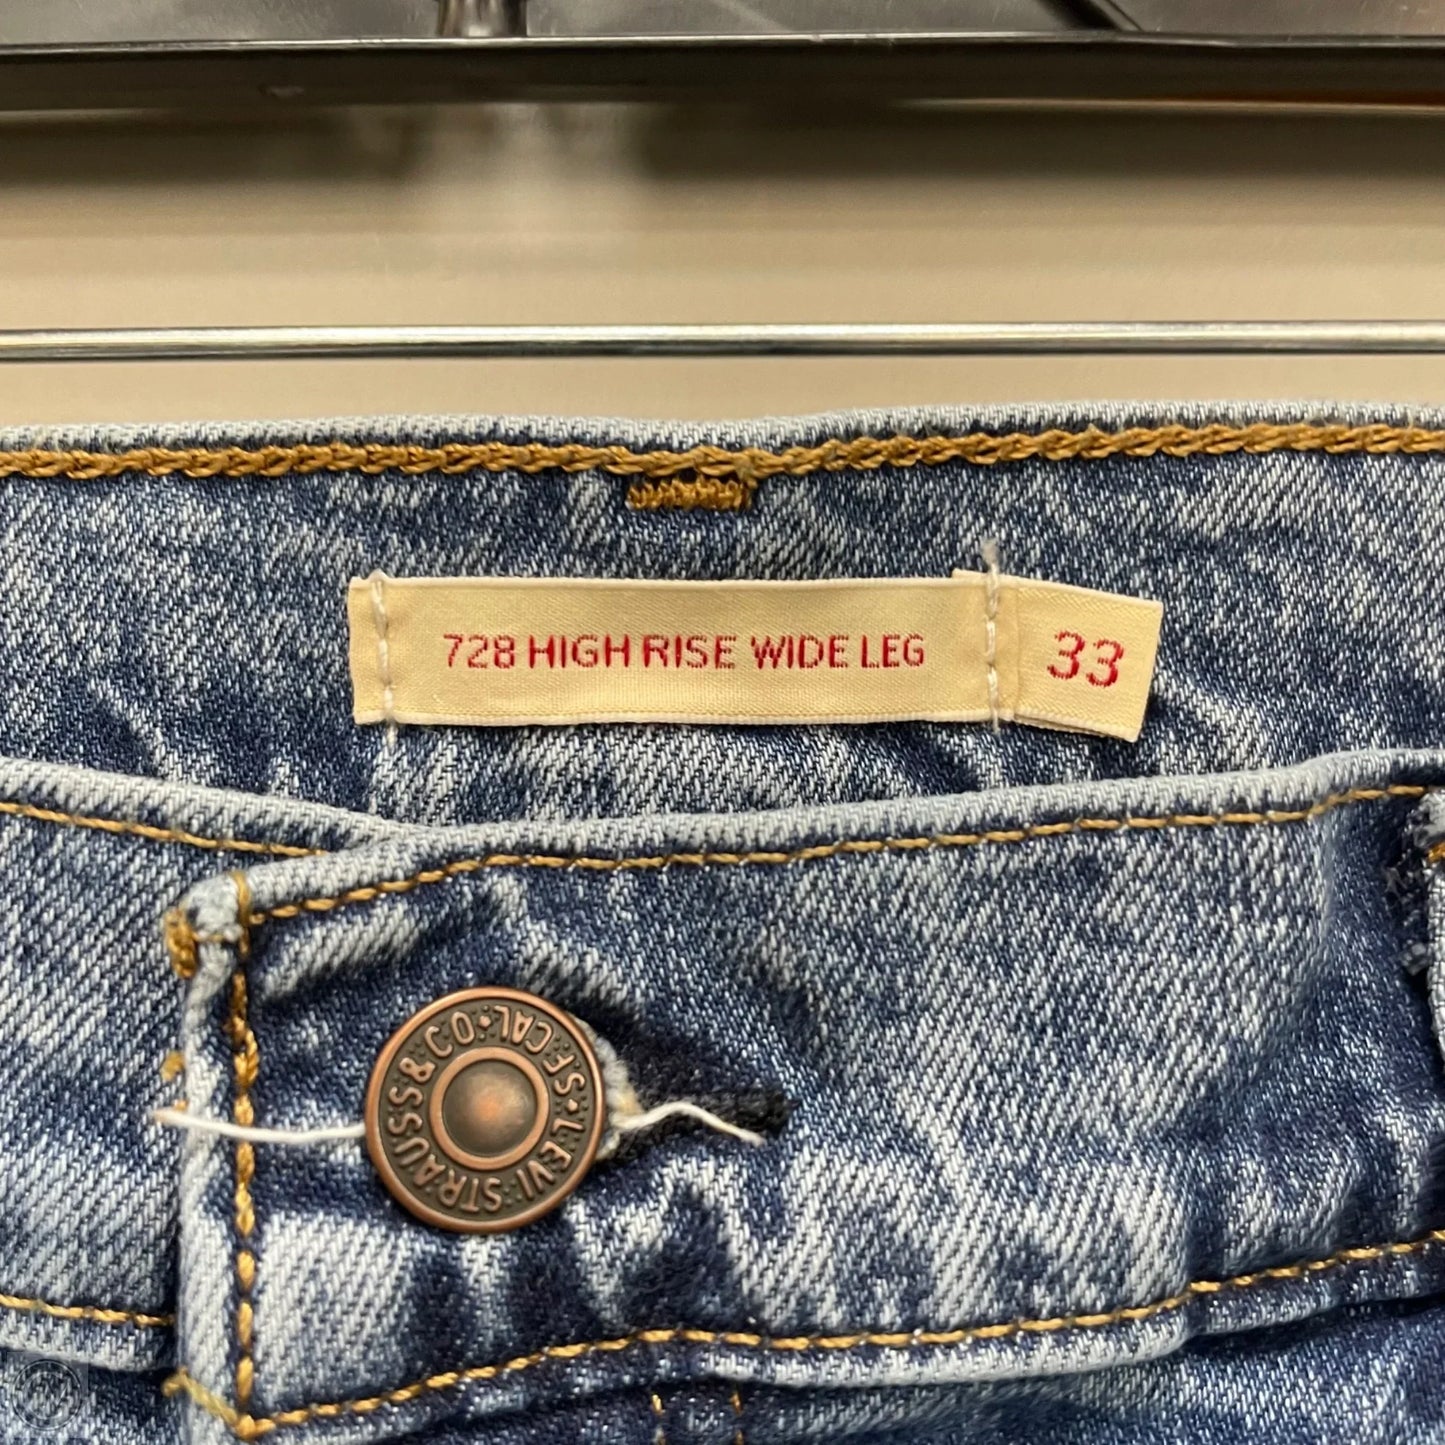 728 HIGH RISE WIDE LEG 33
LEVI STRAUSS & CO. S.F. CAL.